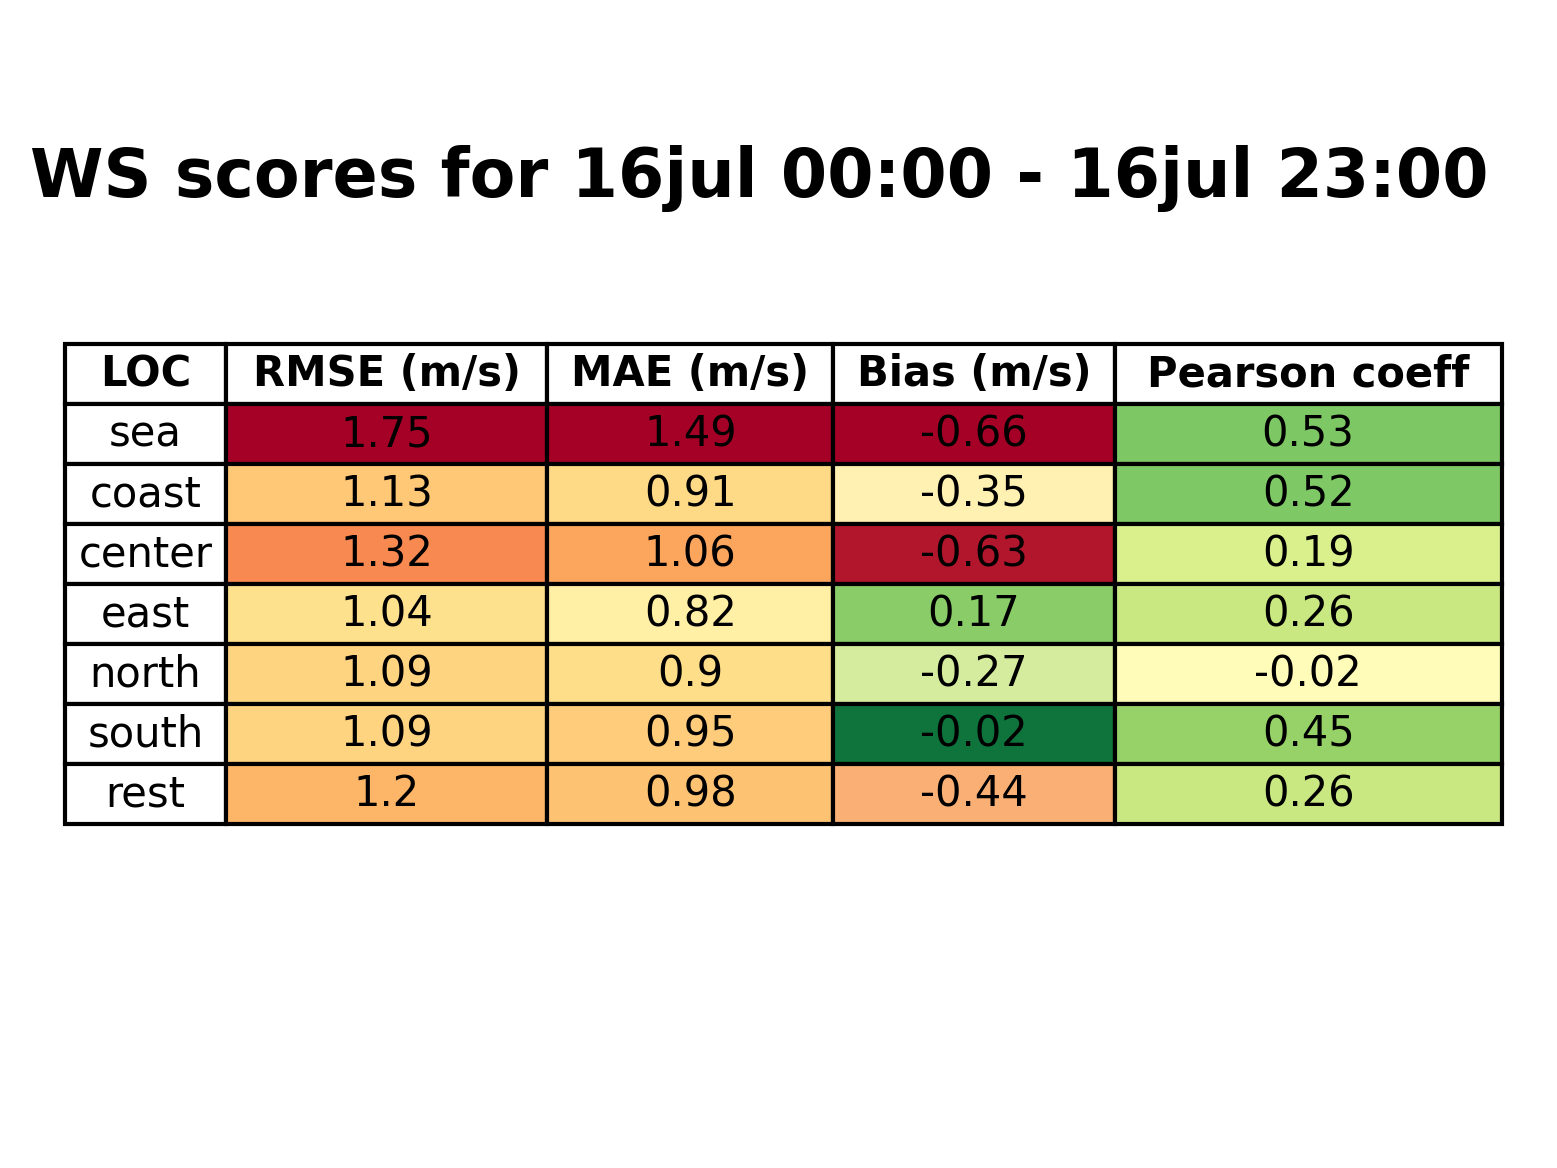 WS scores for 16jul 00:00 - 16jul 23:00
LOC RMSE (m/s) MAE (m/s) Bias (m/s) Pearson coeff
sea 1.75 1.49 -0.66 0.53
coast 1.13 0.91 -0.35 0.52
center 1.32 1.06 -0.63 0.19
east 1.04 0.82 0.17 0.26
north 1.09 0.9 -0.27 -0.02
south 1.09 0.95 -0.02 0.45
rest 1.2 0.98 -0.44 0.26